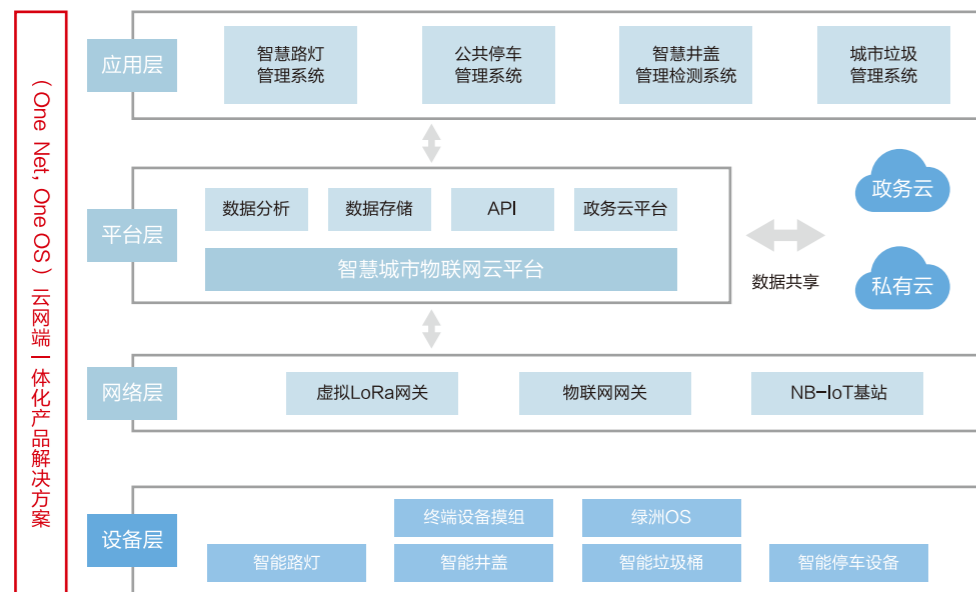 （One Net, One OS）云网端一体化产品解决方案
应用层
智慧路灯
管理系统
公共停车
管理系统
智慧井盖
管理检测系统
城市垃圾
管理系统
平台层
数据分析
数据存储
API
政务云平台
智慧城市物联网云平台
数据共享
政务云
私有云
网络层
虚拟LoRa网关
物联网网关
NB-IoT基站
设备层
终端设备摸组
绿洲OS
智能路灯
智能井盖
智能垃圾桶
智能停车设备